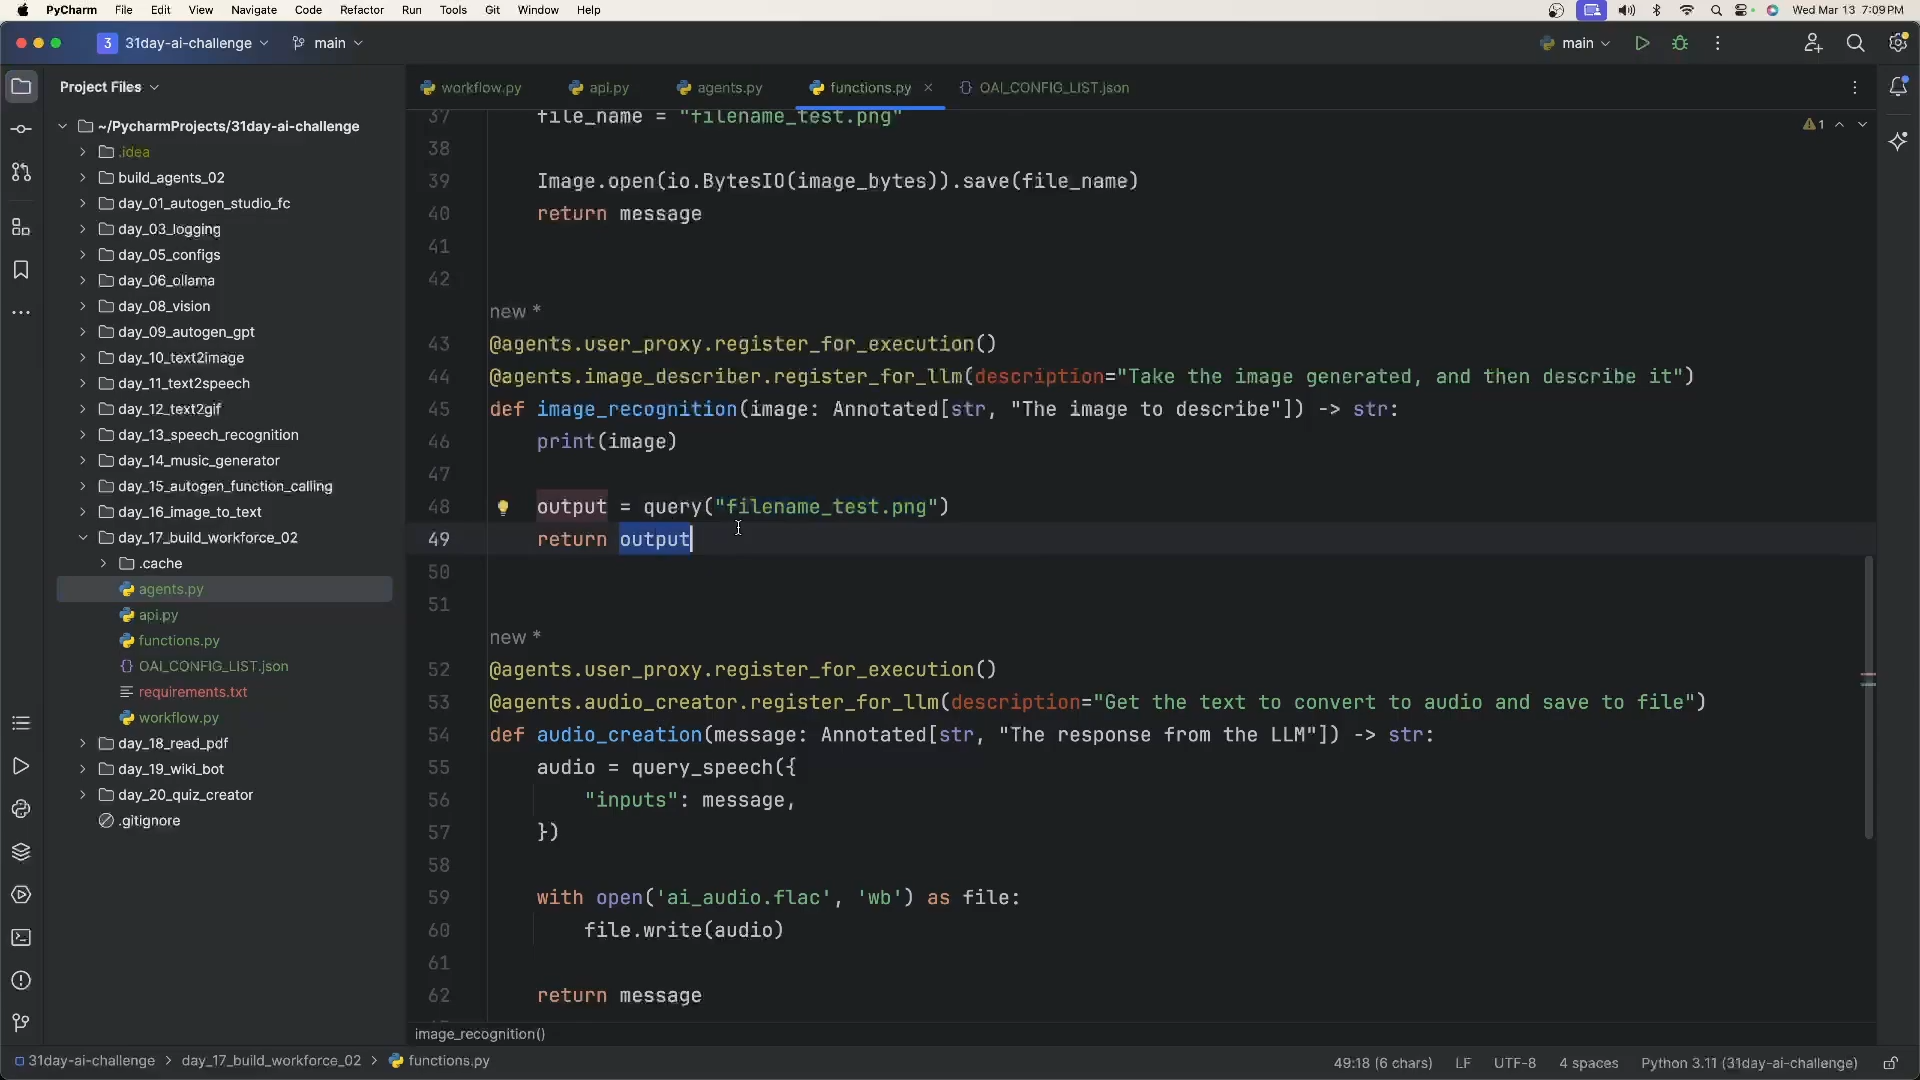 PyCharm File Edit View Navigate Code Refactor Run Tools Git Window Help Wed Mar 13 7:09 PM
3 31day-ai-challenge main main
Project Files
~/PycharmProjects/31day-ai-challenge
.idea
build_agents_02
day_01_autogen_studio_fc
day_03_logging
day_05_configs
day_06_ollama
day_08_vision
day_09_autogen_gpt
day_10_text2image
day_11_text2speech
day_12_text2gif
day_13_speech_recognition
day_14_music_generator
day_15_autogen_function_calling
day_16_image_to_text
day_17_build_workforce_02
.cache
agents.py
api.py
functions.py
OAI_CONFIG_LIST.json
requirements.txt
workflow.py
day_18_read_pdf
day_19_wiki_bot
day_20_quiz_creator
.gitignore
workflow.py api.py agents.py functions.py OAI_CONFIG_LIST.json
1
37 file_name = "filename_test.png"
38
39 Image.open(io.BytesIO(image_bytes)).save(file_name)
40 return message
41
42
new *
43 @agents.user_proxy.register_for_execution()
44 @agents.image_describer.register_for_llm(description="Take the image generated, and then describe it")
45 def image_recognition(image: Annotated[str, "The image to describe"]) -> str:
46 print(image)
47
48 output = query("filename_test.png")
49 return output
50
51
new *
52 @agents.user_proxy.register_for_execution()
53 @agents.audio_creator.register_for_llm(description="Get the text to convert to audio and save to file")
54 def audio_creation(message: Annotated[str, "The response from the LLM"]) -> str:
55 audio = query_speech({
56 "inputs": message,
57 })
58
59 with open('ai_audio.flac', 'wb') as file:
60 file.write(audio)
61
62 return message
image_recognition()
31day-ai-challenge > day_17_build_workforce_02 > functions.py 49:18 (6 chars) LF UTF-8 4 spaces Python 3.11 (31day-ai-challenge)